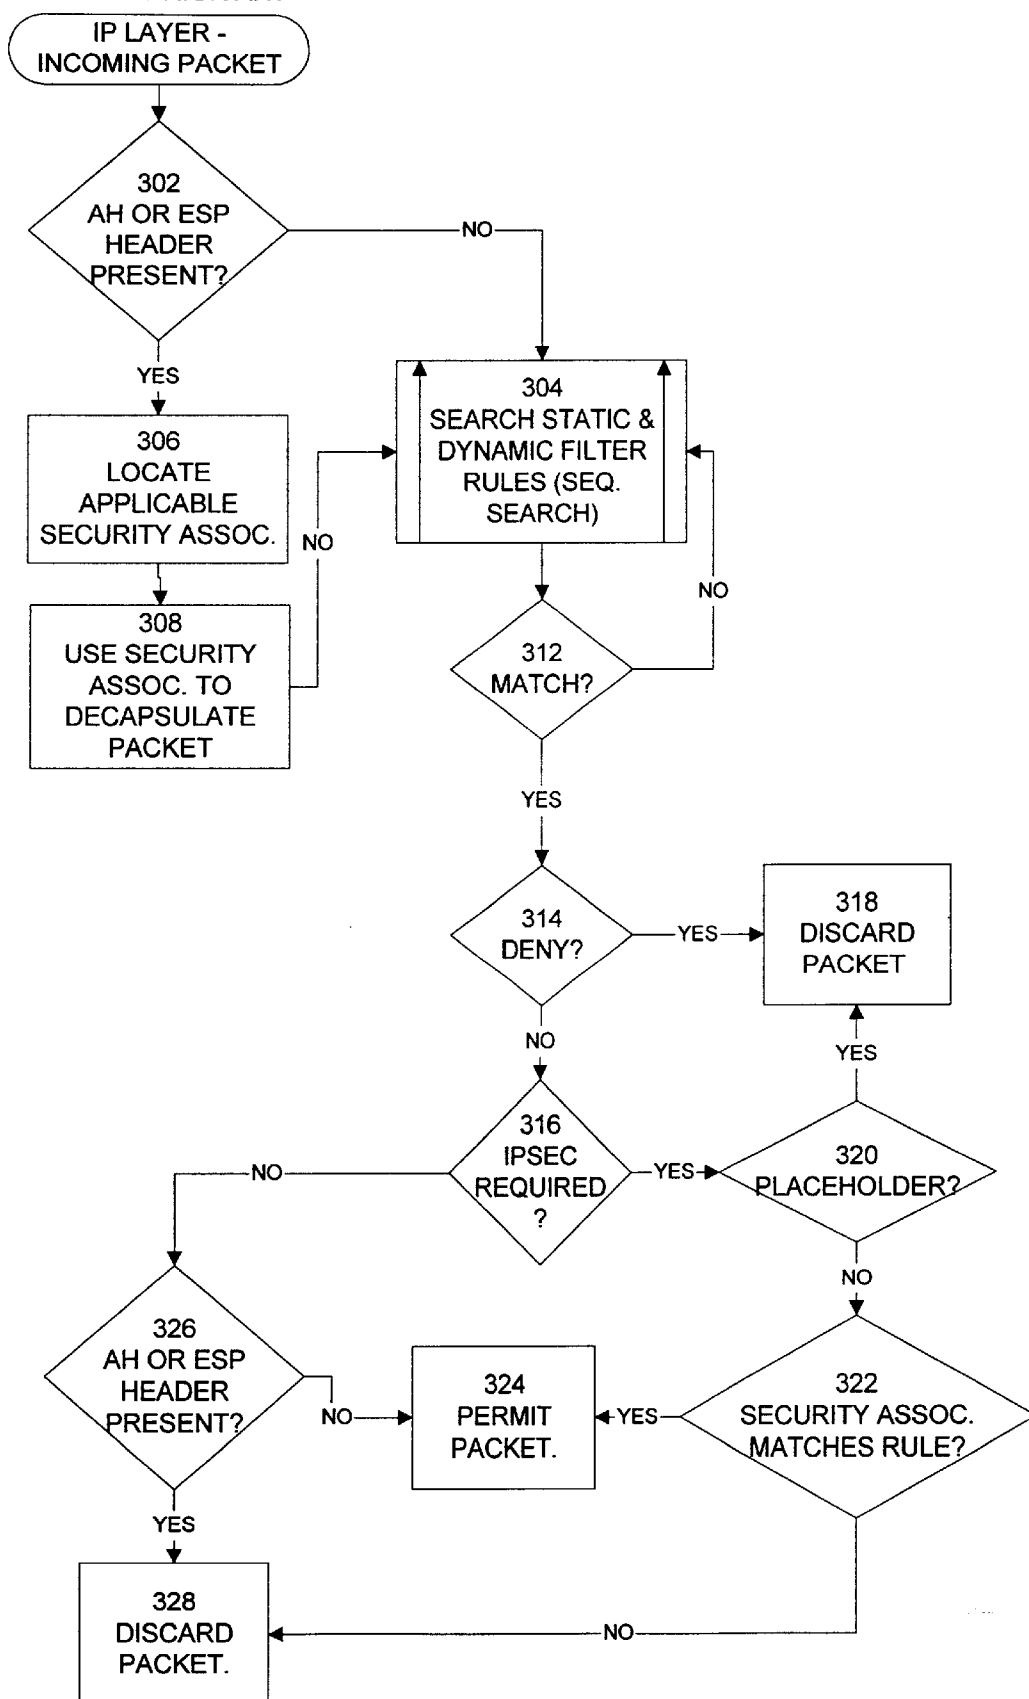 IP LAYER -
INCOMING PACKET
302
AH OR ESP
HEADER
PRESENT?
NO
YES
304
SEARCH STATIC &
DYNAMIC FILTER
RULES (SEQ.
SEARCH)
306
LOCATE
APPLICABLE
SECURITY ASSOC.
NO
NO
308
USE SECURITY
ASSOC. TO
DECAPSULATE
PACKET
312
MATCH?
YES
314
DENY?
YES
318
DISCARD
PACKET
NO
YES
316
IPSEC
REQUIRED
?
NO
YES
320
PLACEHOLDER?
NO
326
AH OR ESP
HEADER
PRESENT?
NO
324
PERMIT
PACKET.
YES
322
SECURITY ASSOC.
MATCHES RULE?
YES
328
DISCARD
PACKET.
NO